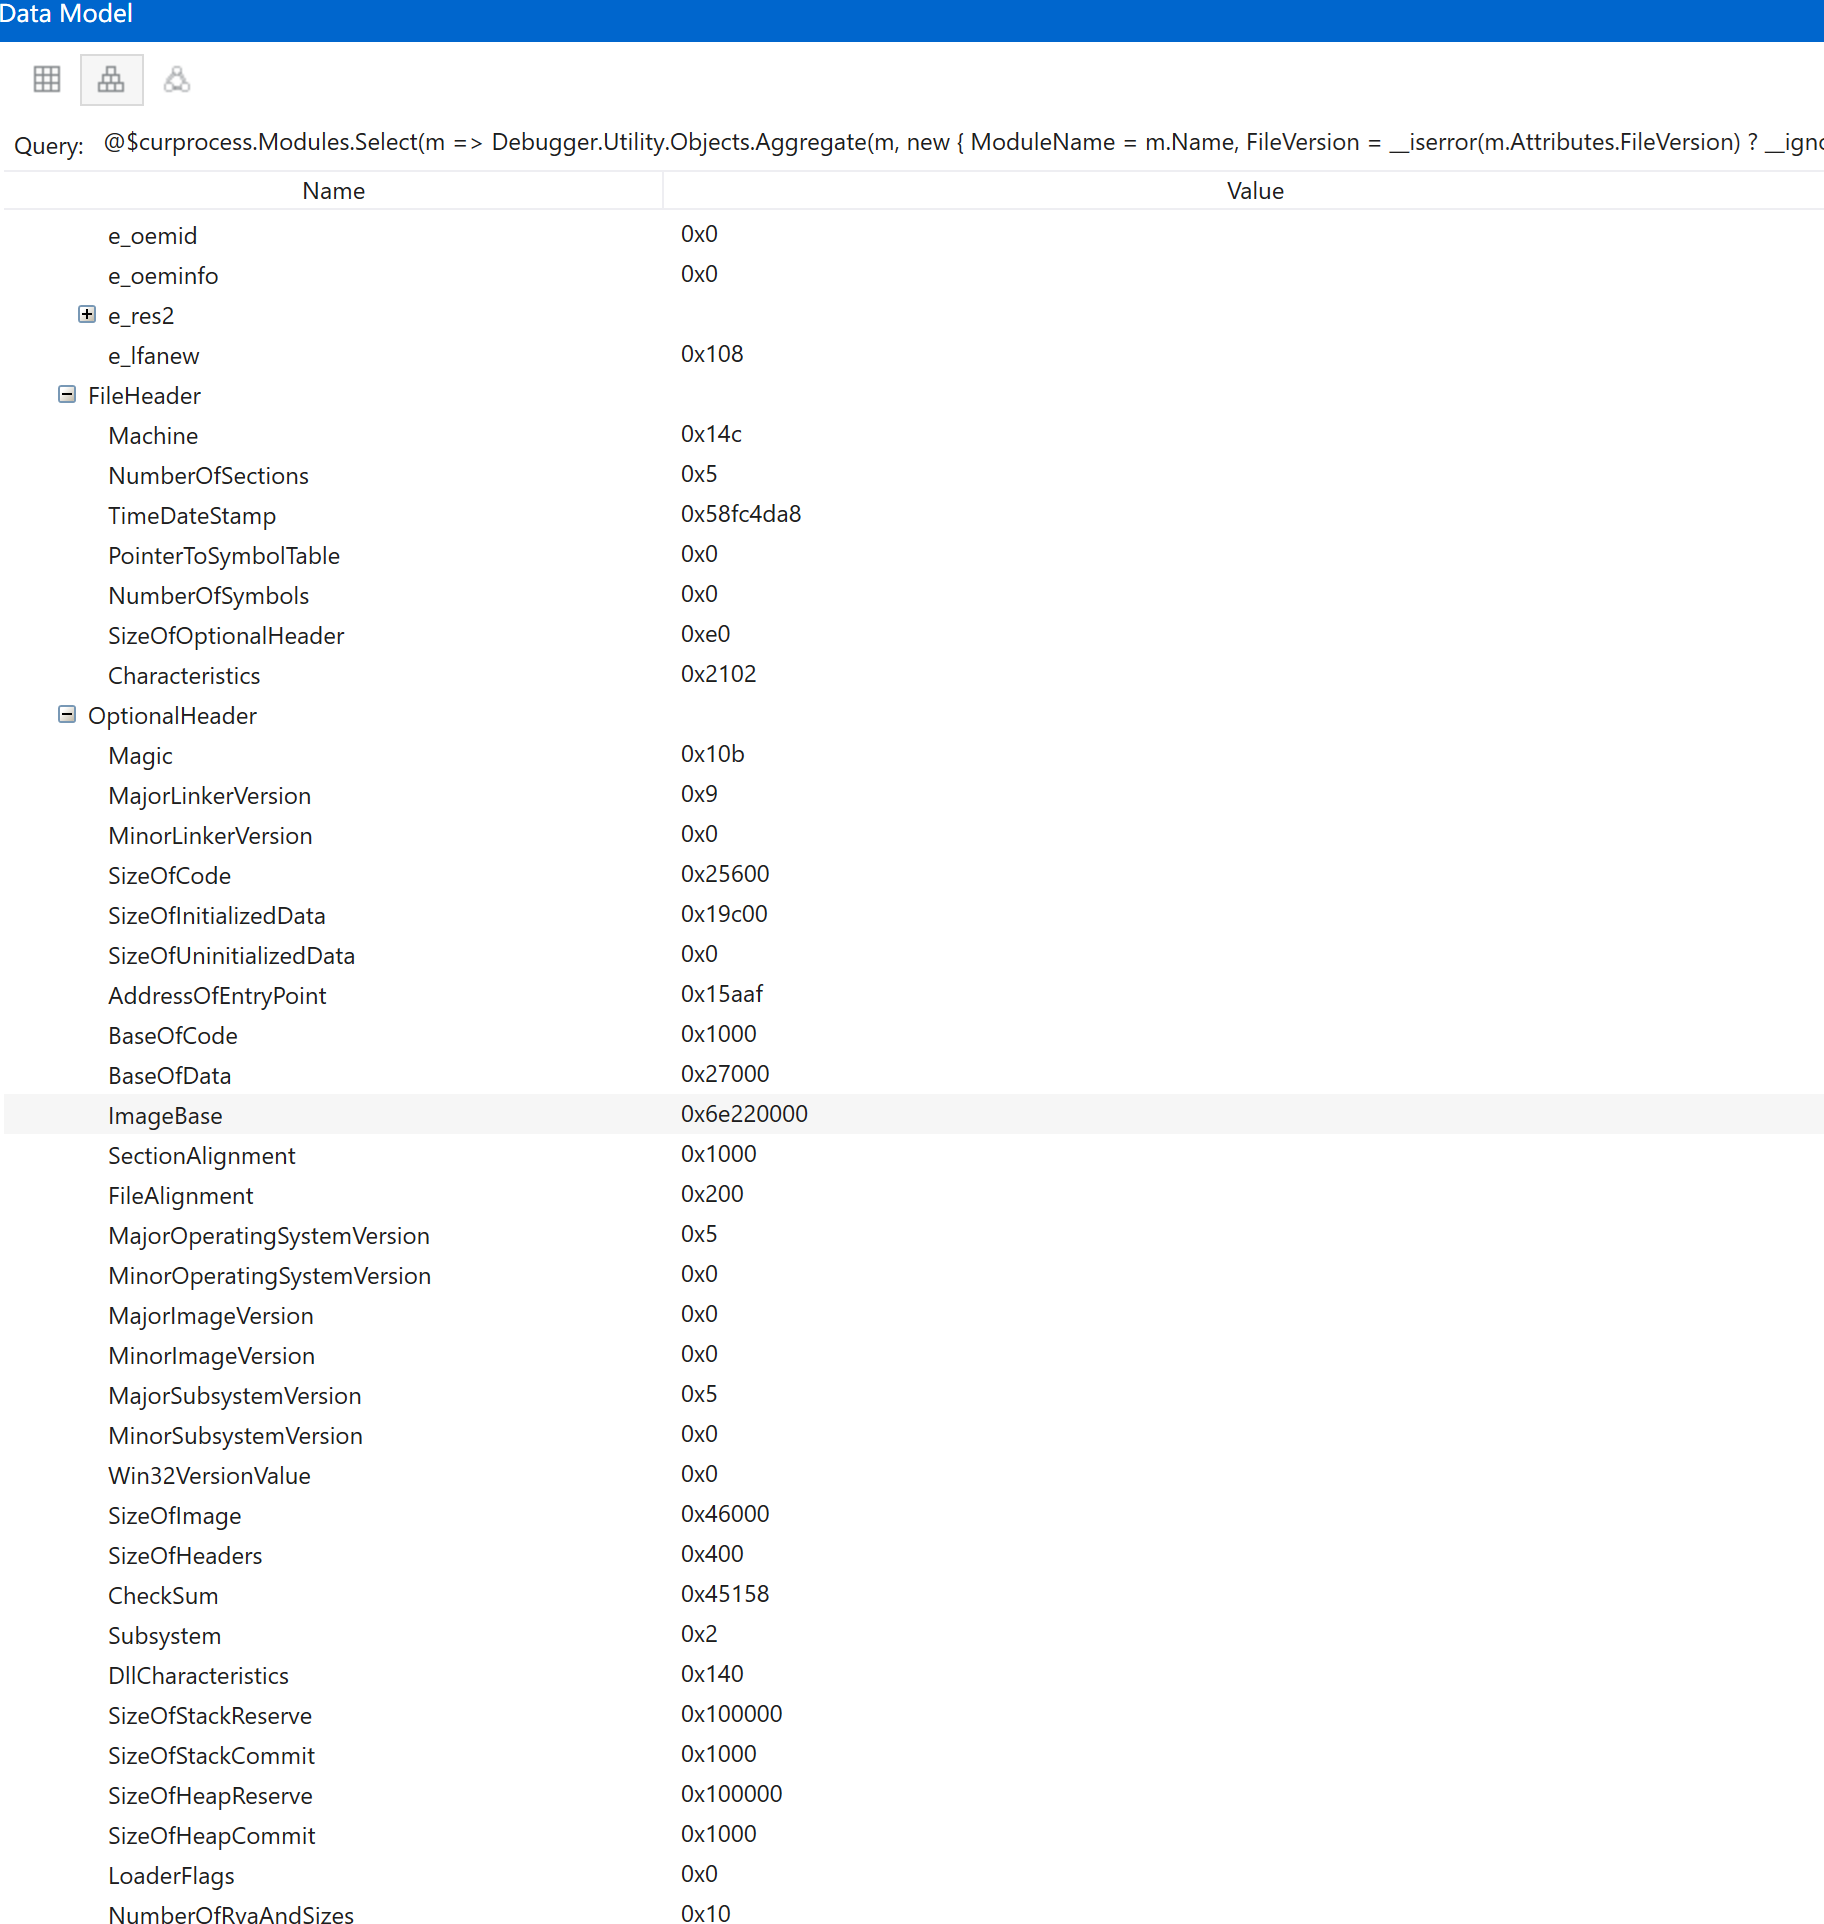 Data Model
Query: @$curprocess.Modules.Select(m => Debugger.Utility.Objects.Aggregate(m, new { ModuleName = m.Name, FileVersion = __iserror(m.Attributes.FileVersion) ? __igno
Name Value
e_oemid 0x0
e_oeminfo 0x0
e_res2
e_lfanew 0x108
FileHeader
Machine 0x14c
NumberOfSections 0x5
TimeDateStamp 0x58fc4da8
PointerToSymbolTable 0x0
NumberOfSymbols 0x0
SizeOfOptionalHeader 0xe0
Characteristics 0x2102
OptionalHeader
Magic 0x10b
MajorLinkerVersion 0x9
MinorLinkerVersion 0x0
SizeOfCode 0x25600
SizeOfInitializedData 0x19c00
SizeOfUninitializedData 0x0
AddressOfEntryPoint 0x15aaf
BaseOfCode 0x1000
BaseOfData 0x27000
ImageBase 0x6e220000
SectionAlignment 0x1000
FileAlignment 0x200
MajorOperatingSystemVersion 0x5
MinorOperatingSystemVersion 0x0
MajorImageVersion 0x0
MinorImageVersion 0x0
MajorSubsystemVersion 0x5
MinorSubsystemVersion 0x0
Win32VersionValue 0x0
SizeOfImage 0x46000
SizeOfHeaders 0x400
CheckSum 0x45158
Subsystem 0x2
DllCharacteristics 0x140
SizeOfStackReserve 0x100000
SizeOfStackCommit 0x1000
SizeOfHeapReserve 0x100000
SizeOfHeapCommit 0x1000
LoaderFlags 0x0
NumberOfRvaAndSizes 0x10